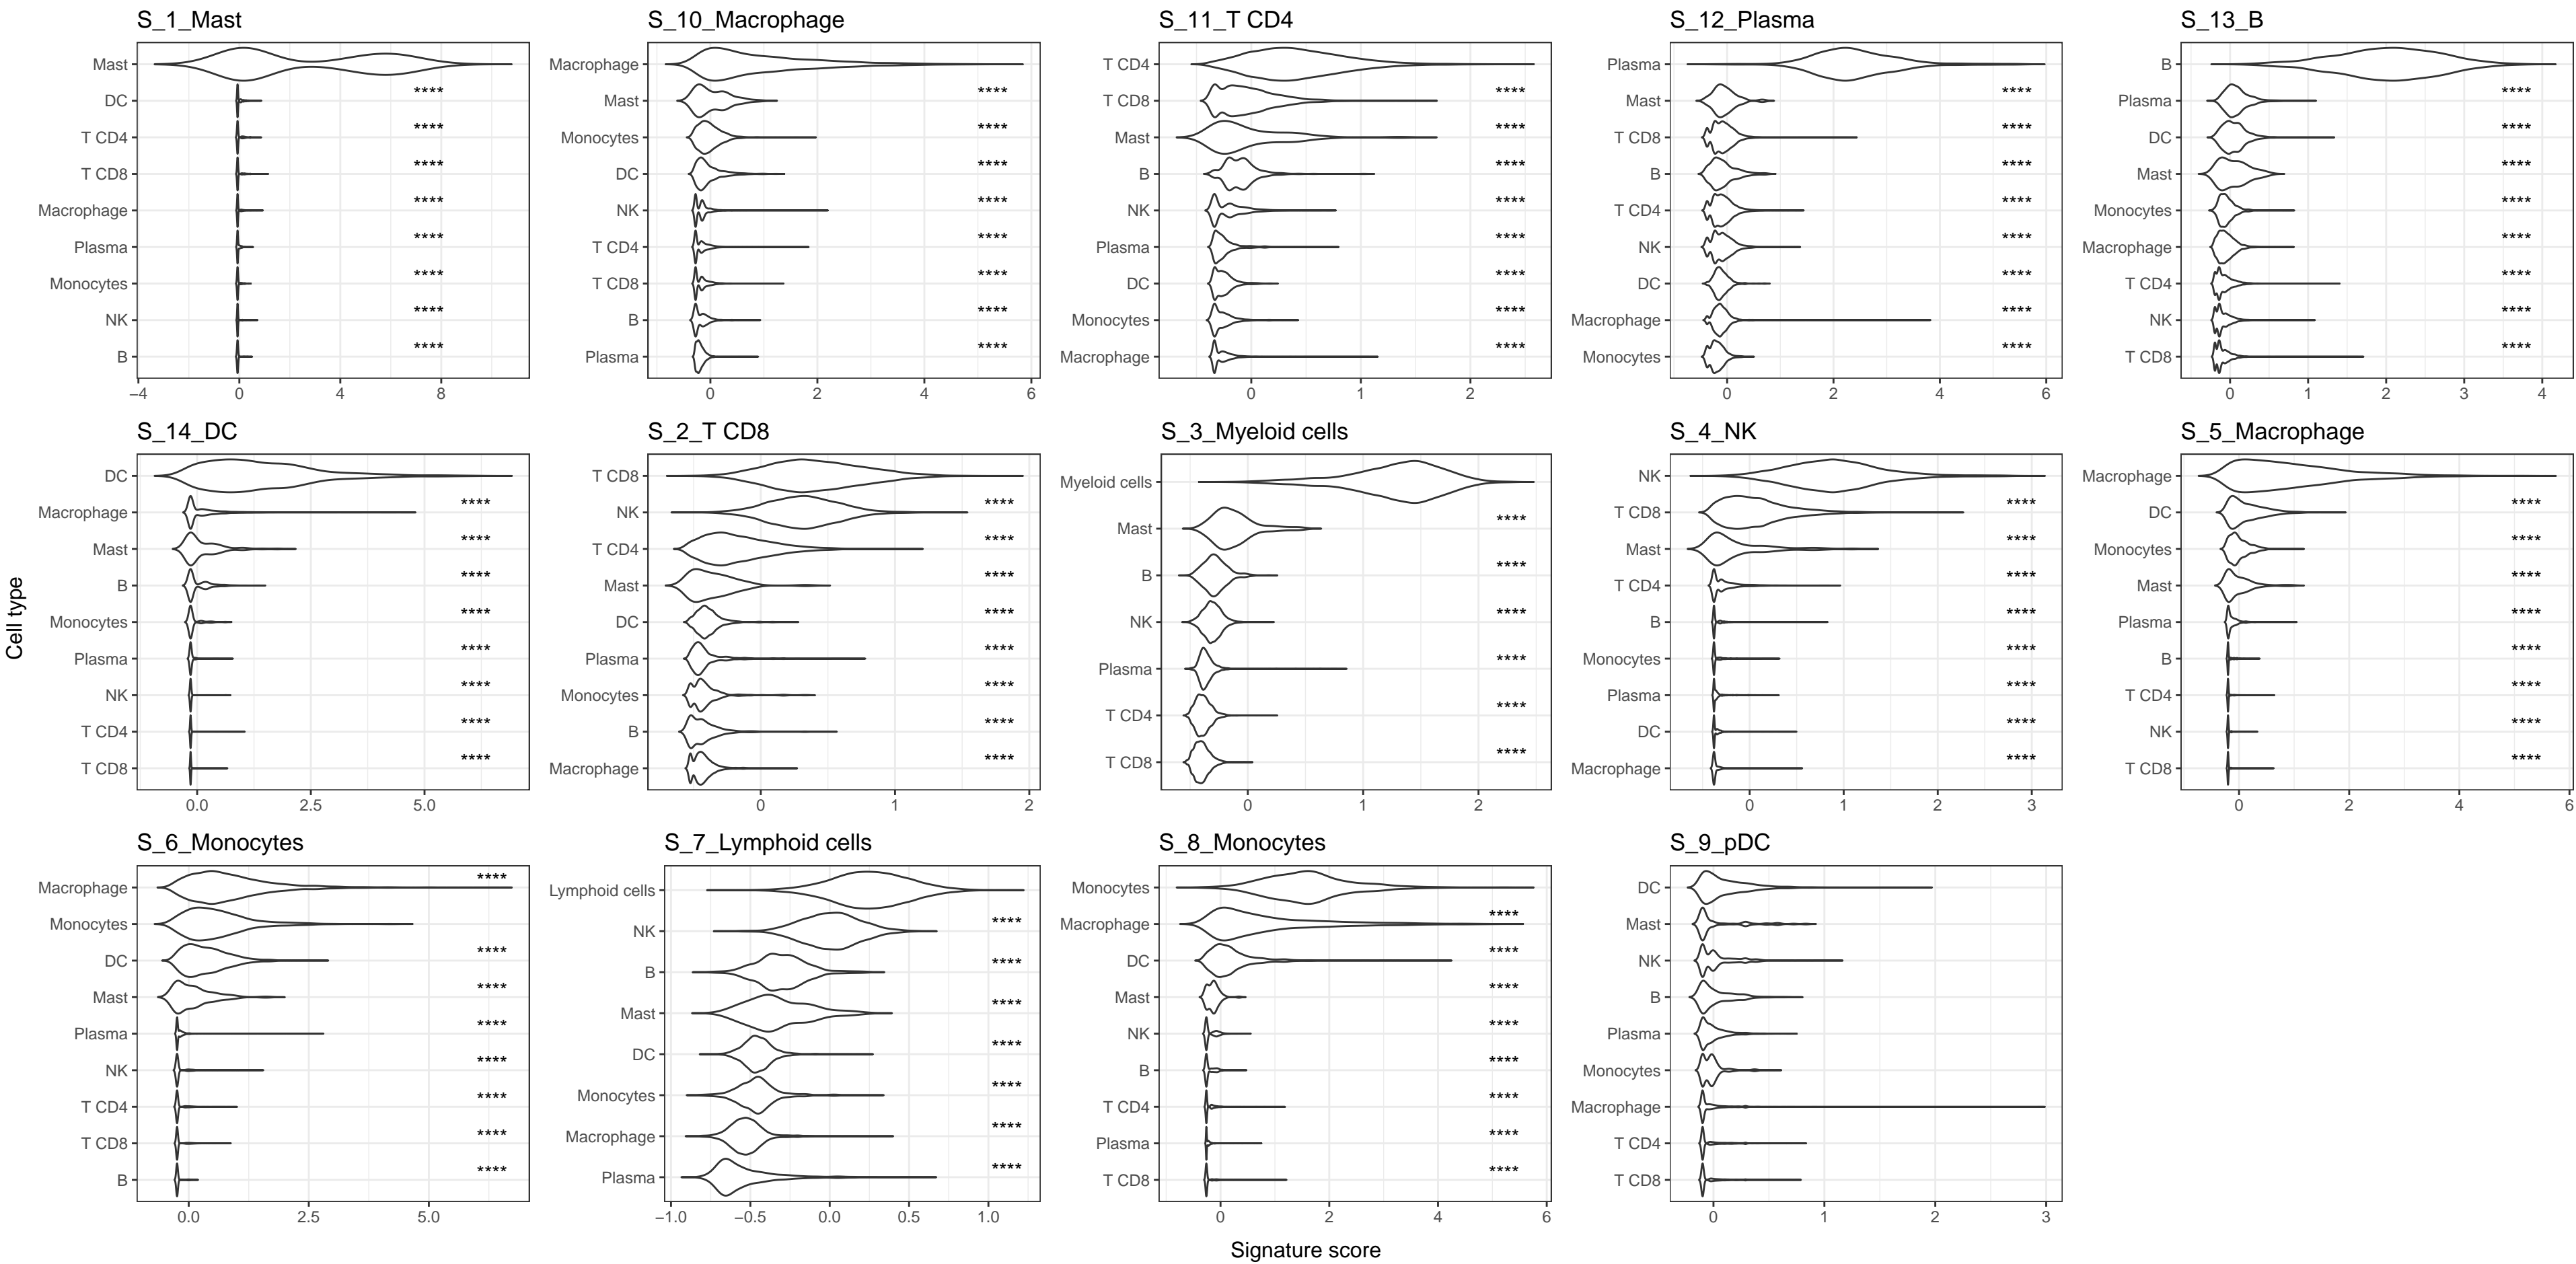 S_1_Mast
Mast
DC
T CD4
T CD8
Macrophage
Plasma
Monocytes
NK
B
****
****
****
****
****
****
****
****
−4 0 4 8
S_10_Macrophage
Macrophage
Mast
Monocytes
DC
NK
T CD4
T CD8
B
Plasma
****
****
****
****
****
****
****
****
0 2 4 6
S_11_T CD4
T CD4
T CD8
Mast
B
NK
Plasma
DC
Monocytes
Macrophage
****
****
****
****
****
****
****
****
0 1 2
S_12_Plasma
Plasma
Mast
T CD8
B
T CD4
NK
DC
Macrophage
Monocytes
****
****
****
****
****
****
****
****
0 2 4 6
S_13_B
B
Plasma
DC
Mast
Monocytes
Macrophage
T CD4
NK
T CD8
****
****
****
****
****
****
****
****
0 1 2 3 4
Cell type
S_14_DC
DC
Macrophage
Mast
B
Monocytes
Plasma
NK
T CD4
T CD8
****
****
****
****
****
****
****
****
0.0 2.5 5.0
S_2_T CD8
T CD8
NK
T CD4
Mast
DC
Plasma
Monocytes
B
Macrophage
****
****
****
****
****
****
****
****
0 1 2
S_3_Myeloid cells
Myeloid cells
Mast
B
NK
Plasma
T CD4
T CD8
****
****
****
****
****
****
0 1 2
S_4_NK
NK
T CD8
Mast
T CD4
B
Monocytes
Plasma
DC
Macrophage
****
****
****
****
****
****
****
****
0 1 2 3
S_5_Macrophage
Macrophage
DC
Monocytes
Mast
Plasma
B
T CD4
NK
T CD8
****
****
****
****
****
****
****
****
0 2 4 6
S_6_Monocytes
Macrophage
Monocytes
DC
Mast
Plasma
NK
T CD4
T CD8
B
****
****
****
****
****
****
****
****
0.0 2.5 5.0
S_7_Lymphoid cells
Lymphoid cells
NK
B
Mast
DC
Monocytes
Macrophage
Plasma
****
****
****
****
****
****
****
−1.0 −0.5 0.0 0.5 1.0
S_8_Monocytes
Monocytes
Macrophage
DC
Mast
NK
B
T CD4
Plasma
T CD8
****
****
****
****
****
****
****
****
0 2 4 6
S_9_pDC
DC
Mast
NK
B
Plasma
Monocytes
Macrophage
T CD4
T CD8
0 1 2 3
Signature score